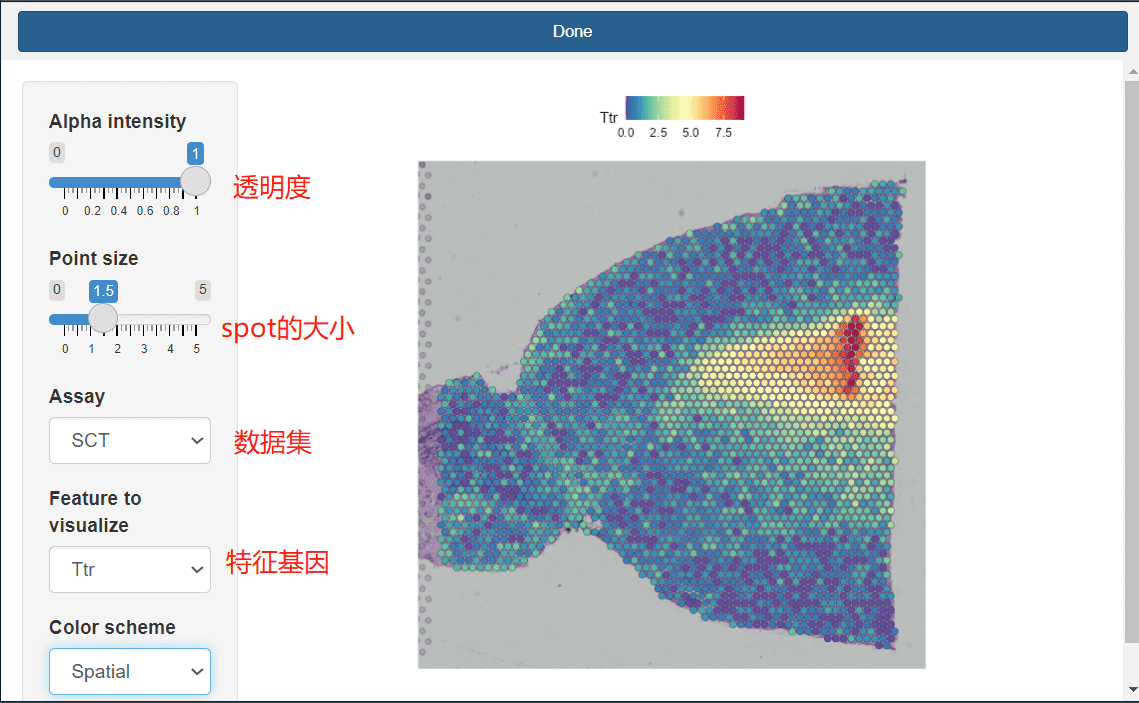 Done
Alpha intensity
0 1
0 0.2 0.4 0.6 0.8 1
透明度
Point size
0 1.5 5
0 1 2 3 4 5
spot的大小
Assay
SCT
数据集
Feature to
visualize
Ttr
特征基因
Color scheme
Spatial
Ttr
0.0 2.5 5.0 7.5